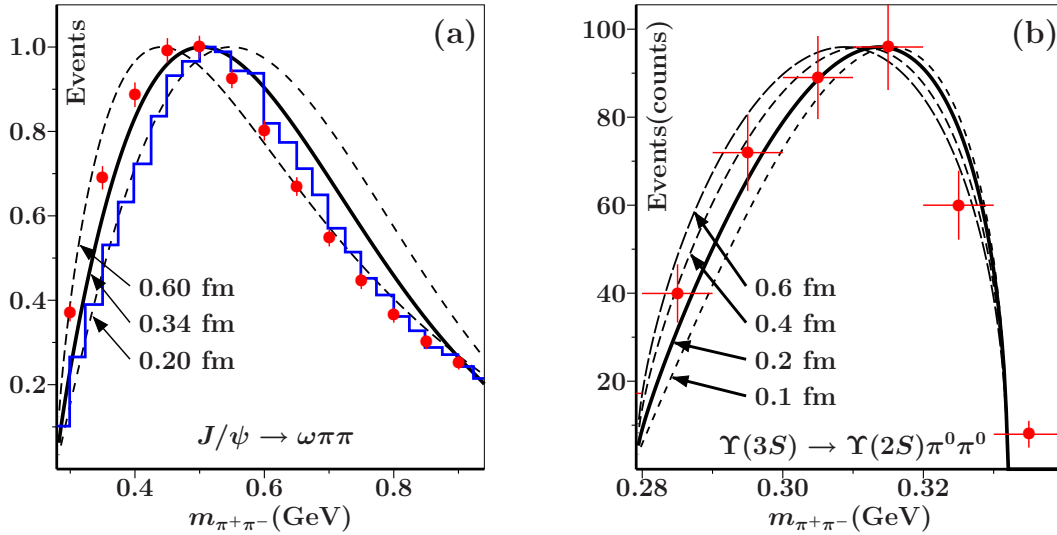 (a)
Events
1.0
0.8
0.6
0.4
0.2
0.60 fm
0.34 fm
0.20 fm
J/ψ → ωππ
0.4 0.6 0.8
m_{π⁺π⁻}(GeV)
(b)
Events(counts)
100
80
60
40
20
0.6 fm
0.4 fm
0.2 fm
0.1 fm
Υ(3S) → Υ(2S)π⁰π⁰
0.28 0.30 0.32
m_{π⁺π⁻}(GeV)